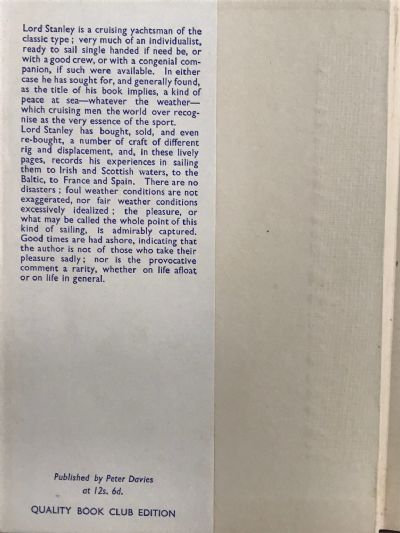 Lord Stanley is a cruising yachtsman of the
classic type; very much of an individualist,
ready to sail single handed if need be, or
with a good crew, or with a congenial com-
panion, if such were available. In either
case he has sought for, and generally found,
as the title of his book implies, a kind of
peace at sea—whatever the weather—
which cruising men the world over recog-
nise as the very essence of the sport.
Lord Stanley has bought, sold, and even
re-bought, a number of craft of different
rig and displacement, and, in these lively
pages, records his experiences in sailing
them to Irish and Scottish waters, to the
Baltic, to France and Spain. There are no
disasters; foul weather conditions are not
exaggerated, nor fair weather conditions
excessively idealized; the pleasure, or
what may be called the whole point of this
kind of sailing, is admirably captured.
Good times are had ashore, indicating that
the author is not of those who take their
pleasure sadly; nor is the provocative
comment a rarity, whether on life afloat
or on life in general.
Published by Peter Davies
at 12s. 6d.
QUALITY BOOK CLUB EDITION